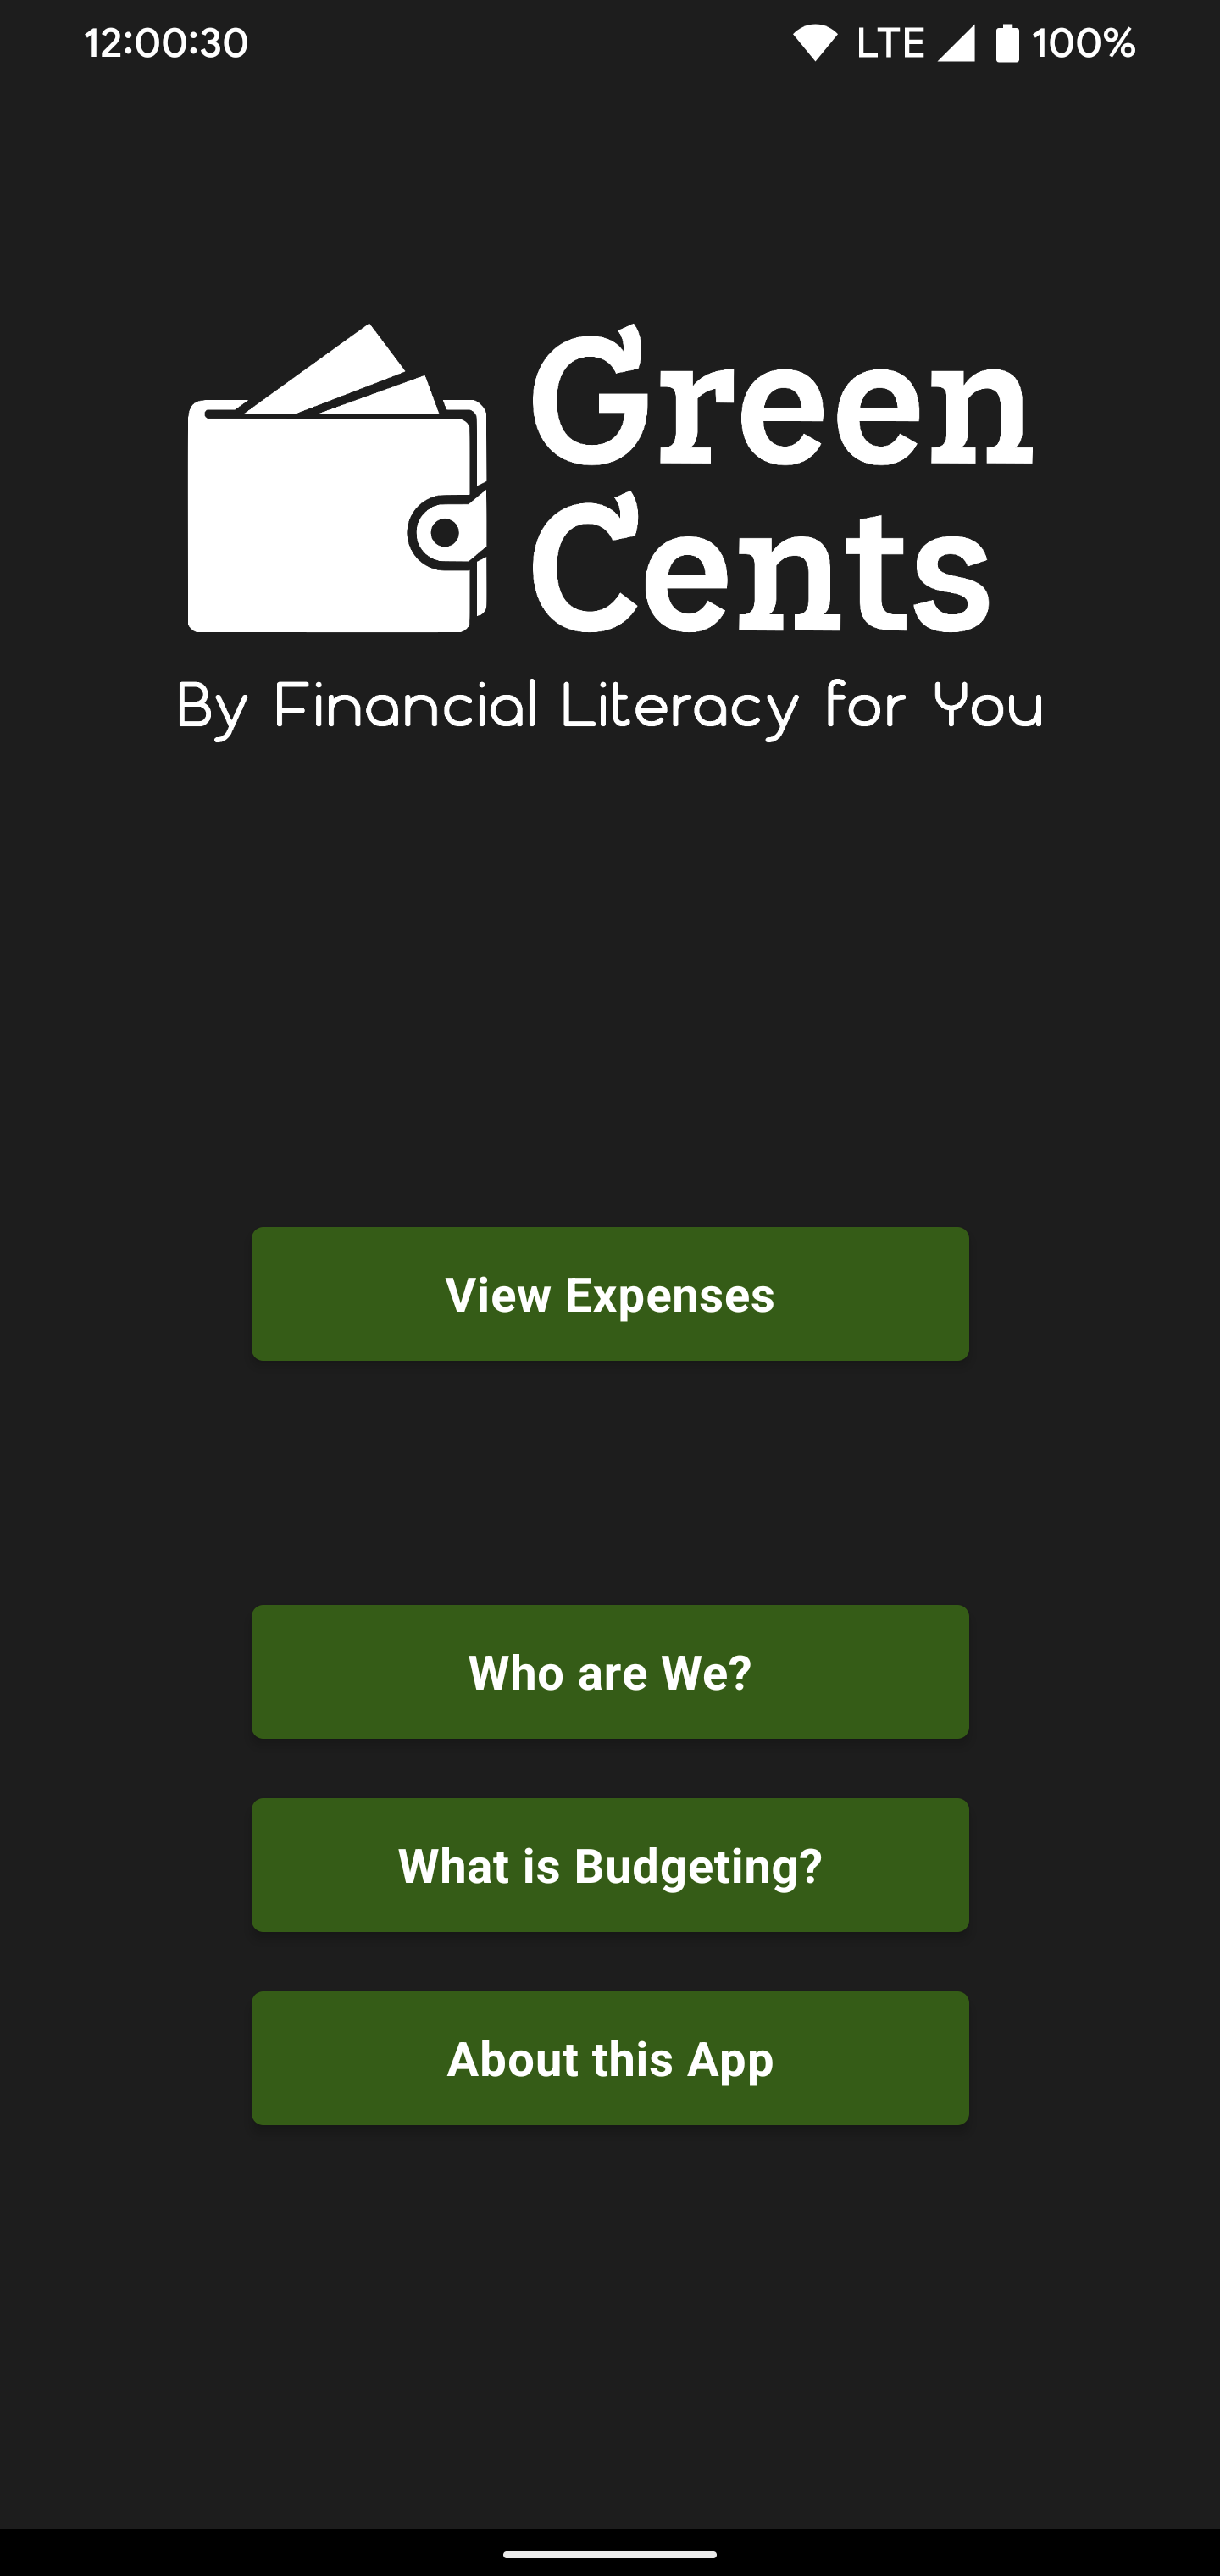 12:00:30 LTE 100%
Green
Cents
By Financial Literacy for You
View Expenses
Who are We?
What is Budgeting?
About this App